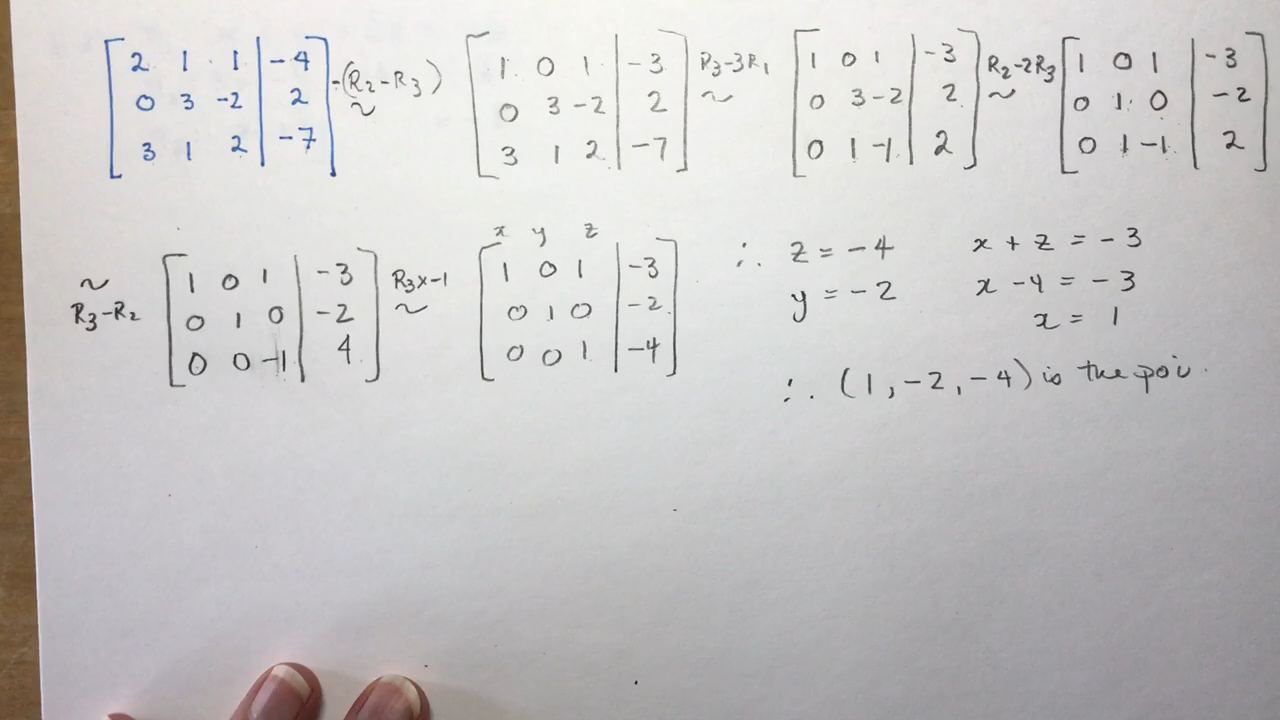 [ 2 1 1 | -4 ] -(R2-R3) [ 1 0 1 | -3 ] R3-3R1 [ 1 0 1 | -3 ] R2-2R3 [ 1 0 1 | -3 ]
[ 0 3 -2 | 2 ] ~ [ 0 3 -2 | 2 ] ~ [ 0 3 -2 | 2 ] ~ [ 0 1 0 | -2 ]
[ 3 1 2 | -7 ] [ 3 1 2 | -7 ] [ 0 1 -1 | 2 ] [ 0 1 -1 | 2 ]
x y z
~ [ 1 0 1 | -3 ] R3x-1 [ 1 0 1 | -3 ] ∴ z = -4 x + z = -3
R3-R2 [ 0 1 0 | -2 ] ~ [ 0 1 0 | -2 ] y = -2 x - 4 = -3
[ 0 0 -1 | 4 ] [ 0 0 1 | -4 ] x = 1
∴ (1, -2, -4) is the poi